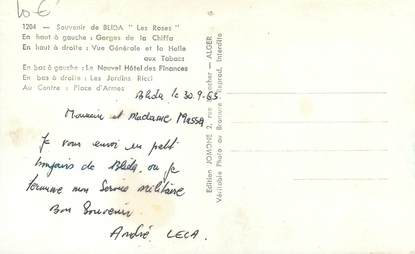 10 €
1204 - Souvenir de BLIDA " Les Roses "
En haut à gauche : Gorges de la Chiffa
En haut à droite : Vue Générale et la Halle
aux Tabacs
En bas à gauche : Le Nouvel Hôtel des Finances
En bas à droite : Les Jardins Ricci
Au Centre : Place d'Armes
Blida le 30.9.63
Monsieur et Madame MASSA.
Je vous envoi un petit
bonjour de Blida. ou je
termine mon Service militaire
Bon Souvenir
André LECA.
Edition JOMONE 2, rue - ALGER
Véritable Photo au Bromure - Reprod. Interdite